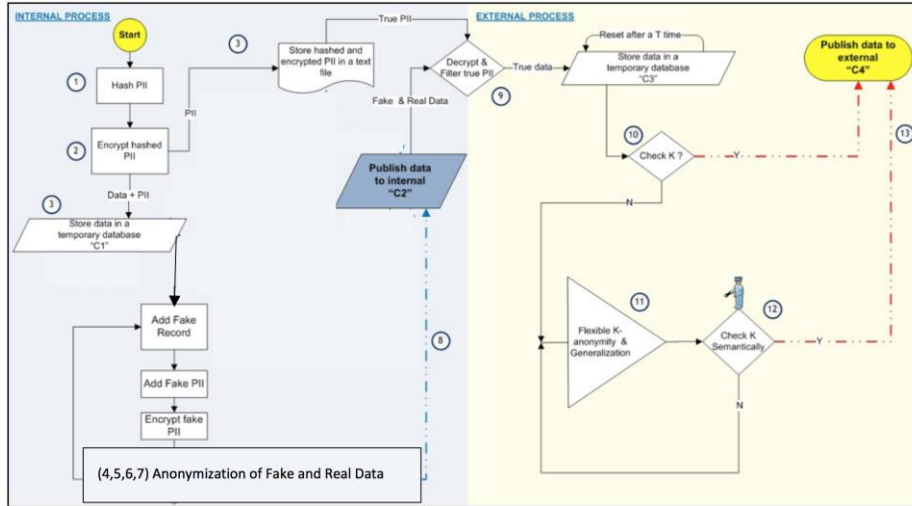 INTERNAL PROCESS
Start
1
Hash PII
2
Encrypt hashed
PII
PII
Data + PII
3
Store data in a
temporary database
"C1"
Add Fake
Record
Add Fake PII
Encrypt fake
PII
(4,5,6,7) Anonymization of Fake and Real Data
3
Store hashed and
encrypted PII in a text
file
True PII
Decrypt &
Filter true PII
9
Fake & Real Data
Publish data
to internal
"C2"
8
EXTERNAL PROCESS
True data
Reset after a T time
Store data in a
temporary database
"C3"
10
Check K ?
Y
N
Publish data to
external
"C4"
13
11
Flexible K-
anonymity &
Generalization
12
Check K
Semantically
Y
N